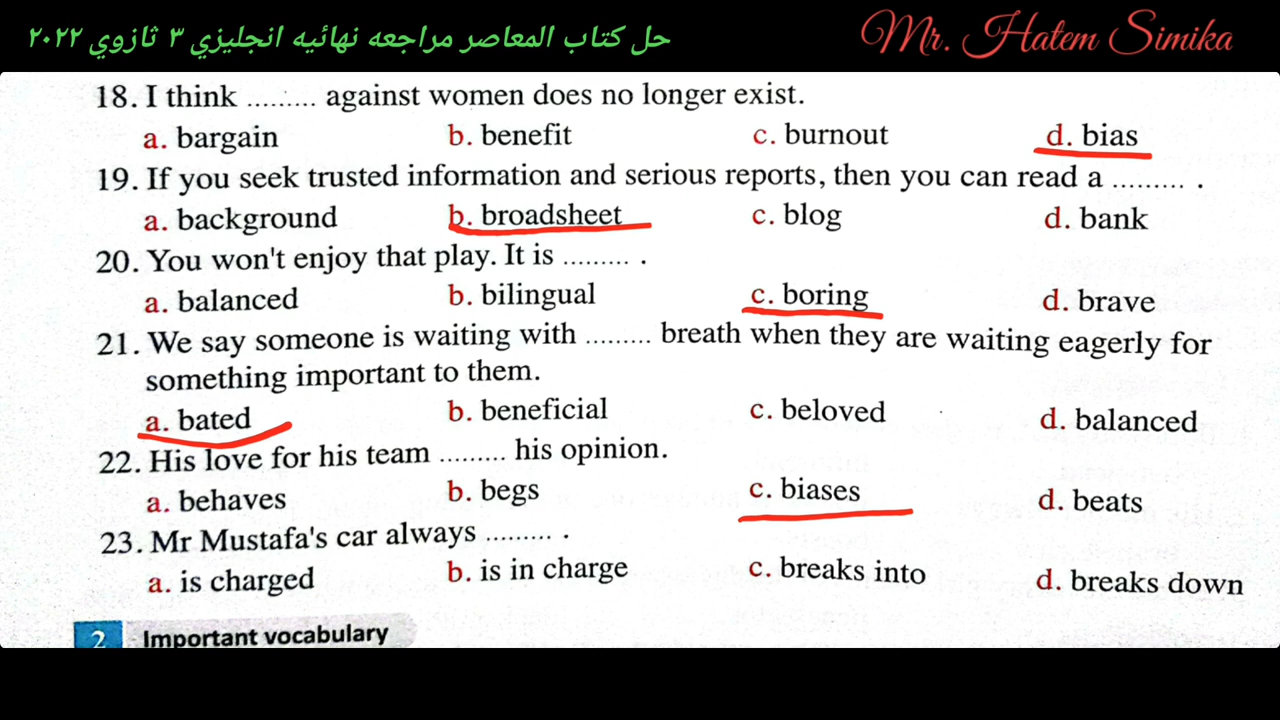 حل كتاب المعاصر مراجعه نهائيه انجليزي ٣ ثازوي ٢٠٢٢
Mr. Hatem Simika
18. I think ......... against women does no longer exist.
a. bargain b. benefit c. burnout d. bias
19. If you seek trusted information and serious reports, then you can read a ......... .
a. background b. broadsheet c. blog d. bank
20. You won't enjoy that play. It is ......... .
a. balanced b. bilingual c. boring d. brave
21. We say someone is waiting with ......... breath when they are waiting eagerly for
something important to them.
a. bated b. beneficial c. beloved d. balanced
22. His love for his team ......... his opinion.
a. behaves b. begs c. biases d. beats
23. Mr Mustafa's car always ......... .
a. is charged b. is in charge c. breaks into d. breaks down
2 Important vocabulary